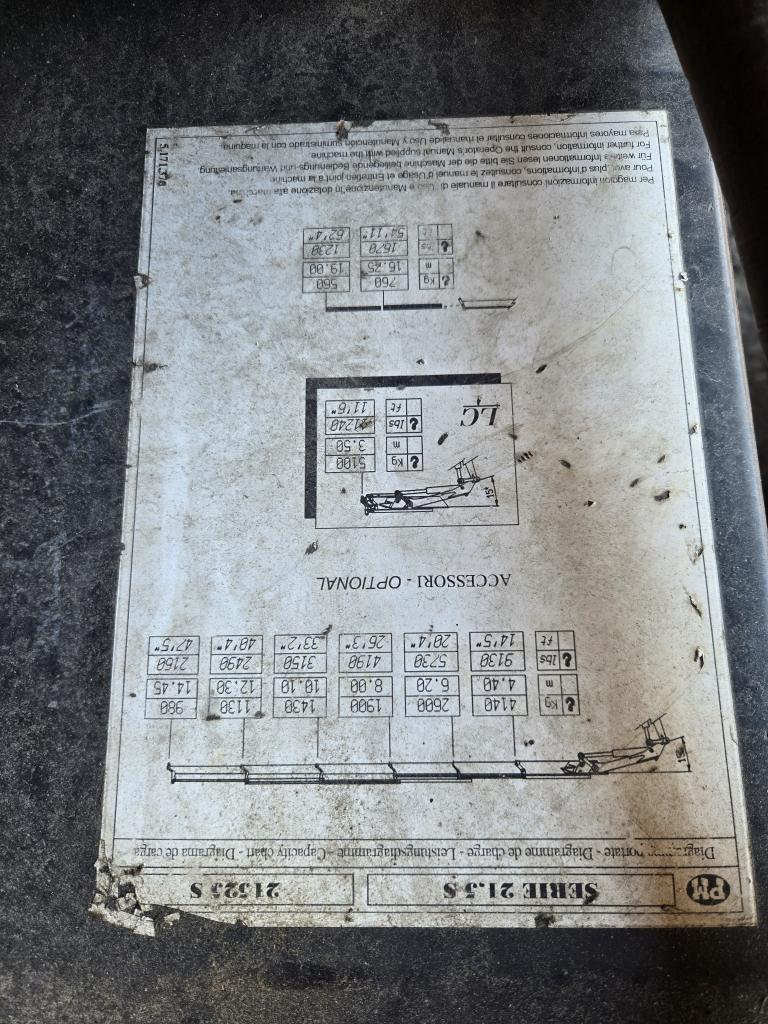 PM SERIE 21.5 S 21525 S
portate - Diagramme de charge - Leistungsdiagramme - Capacity chart - Diagrama de carga
15°
Kg 4140 2600 1900 1430 1130 980
m 4.40 6.20 8.00 10.10 12.30 14.45
lbs 9130 5730 4190 3150 2490 2160
ft 14'5" 20'4" 26'3" 33'2" 40'4" 47'5"
ACCESSORI - OPTIONAL
15°
Kg 5100
m 3.50
lbs 11240
ft 11'6"
LC
Kg 760 560
m 16.25 19.00
lbs 1670 1230
ft 54'11" 62'4"
Per maggiori informazioni consultare il manuale di Uso e Manutenzione in dotazione alla macchina
Pour avoir plus d'informations, consultez le manuel d'Usage et Entretien joint à la machine
Für weitere Informationen lesen Sie bitte die der Maschine beiliegende Bedienungs-und-Wartungsanleitung
For further information, consult the Operator's Manual supplied with the machine
Para mayores informaciones consultar el manual de Uso y Mantención suministrado con la maquina